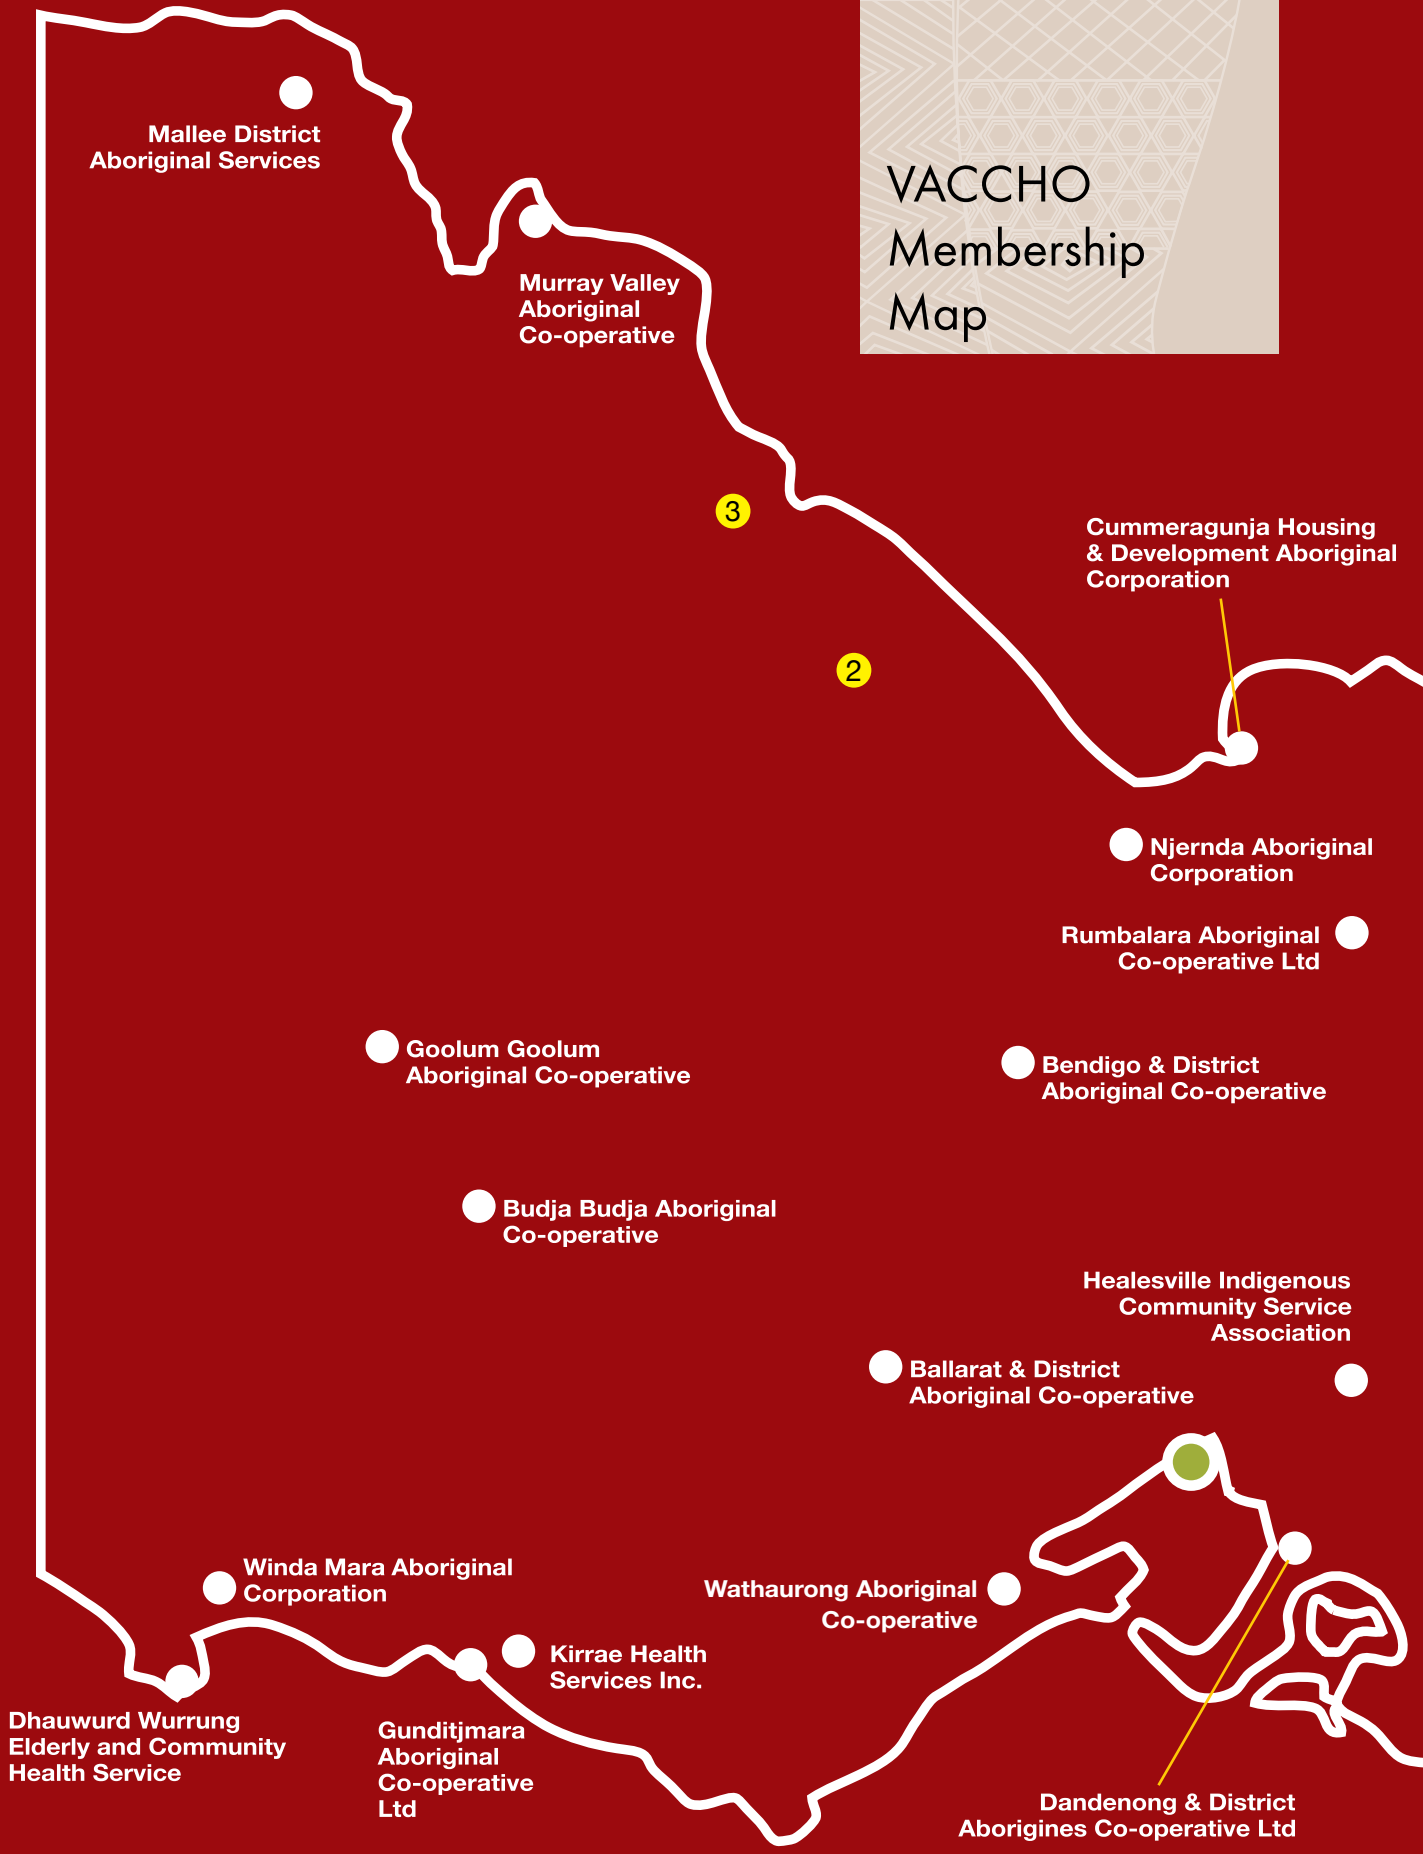 VACCHO
Membership
Map
Mallee District
Aboriginal Services
Murray Valley
Aboriginal
Co-operative
3
Cummeragunja Housing
& Development Aboriginal
Corporation
2
Njernda Aboriginal
Corporation
Rumbalara Aboriginal
Co-operative Ltd
Goolum Goolum
Aboriginal Co-operative
Bendigo & District
Aboriginal Co-operative
Budja Budja Aboriginal
Co-operative
Healesville Indigenous
Community Service
Association
Ballarat & District
Aboriginal Co-operative
Winda Mara Aboriginal
Corporation
Wathaurong Aboriginal
Co-operative
Kirrae Health
Services Inc.
Dhauwurd Wurrung
Elderly and Community
Health Service
Gunditjmara
Aboriginal
Co-operative
Ltd
Dandenong & District
Aborigines Co-operative Ltd